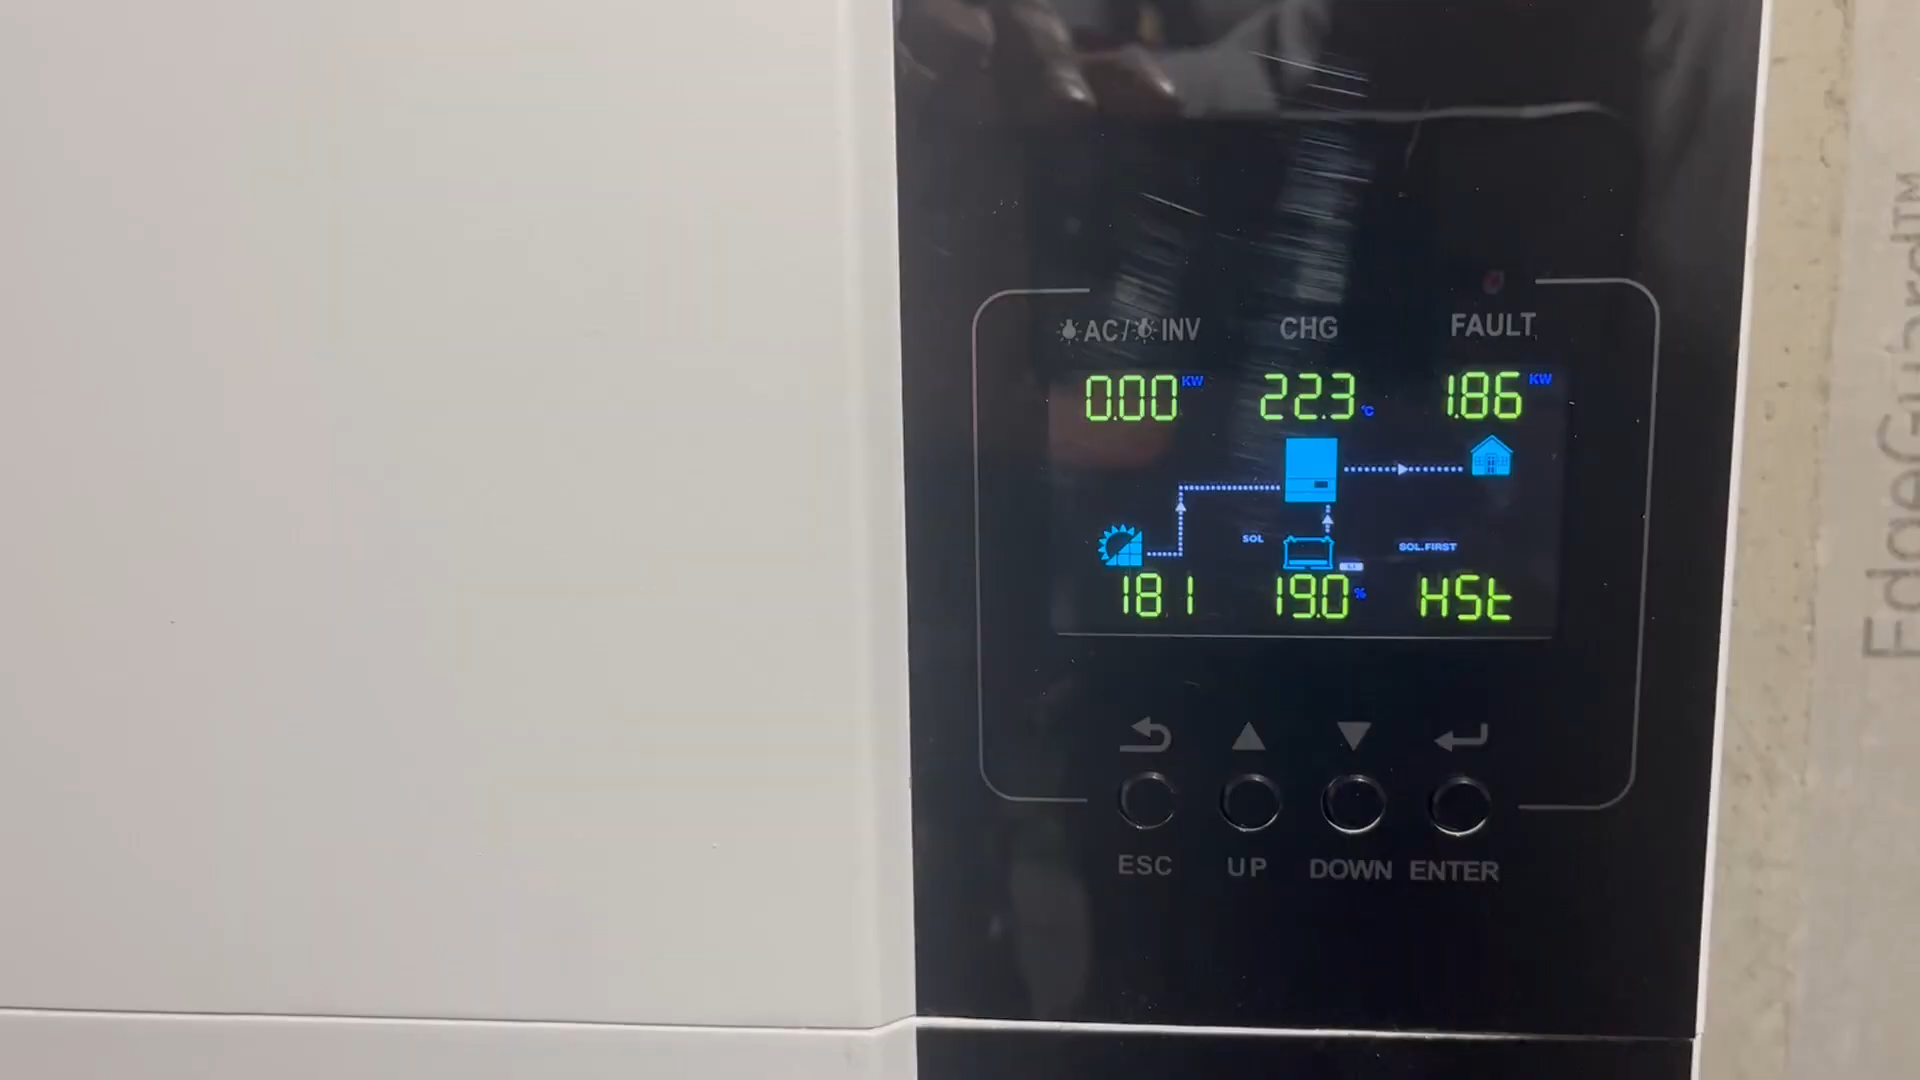 AC/ INV CHG FAULT
0.00 KW 22.3 °C 1.86 KW
SOL SOL.FIRST
181 19.0 % HSt
ESC UP DOWN ENTER
EdgeGuard™